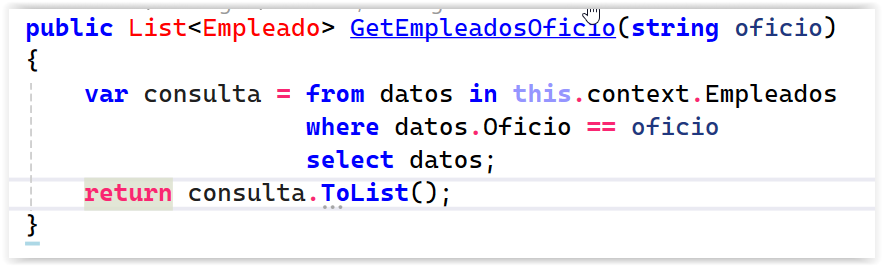 public List<Empleado> GetEmpleadosOficio(string oficio)
{
    var consulta = from datos in this.context.Empleados
                   where datos.Oficio == oficio
                   select datos;
    return consulta.ToList();
}